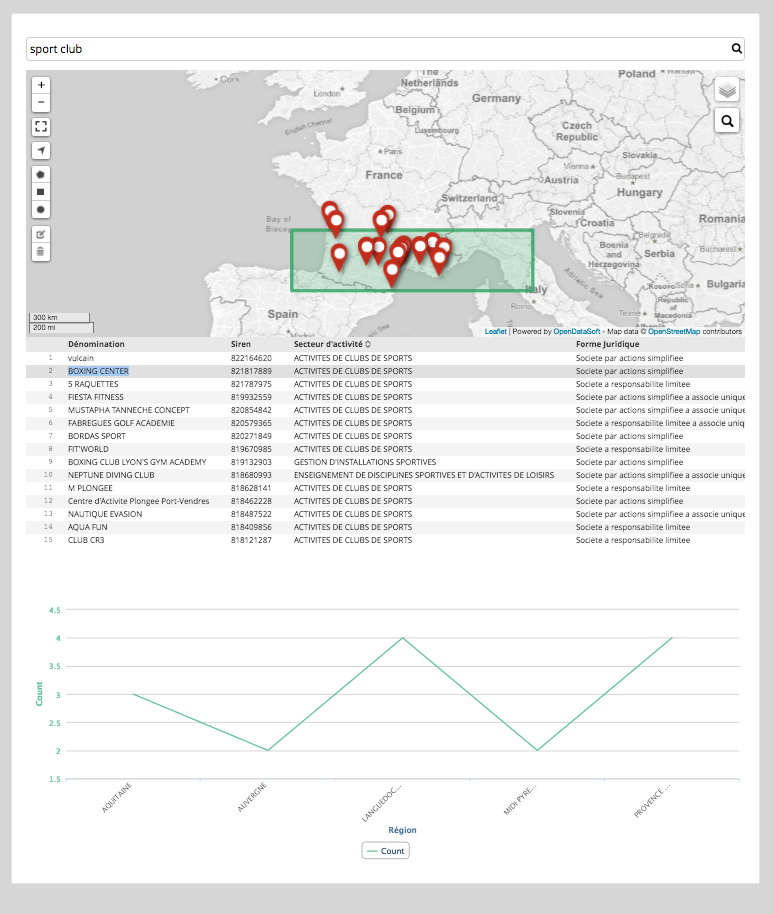 sport club
+
−
Cork
London
The
Netherlands
Poland
Warsaw
Germany
English Channel
Belgium
Luxembourg
Czech
Republic
Paris
Slovakia
France
Vienna
Austria
Budapest
Hungary
Switzerland
Slovenia
Croatia
Romania
Bay of
Biscay
Bosnia
and
Herzegovina
Belgrade
Serbia
Bucharest
Italy
Adriatic Sea
Kosovo
Sofia
Bulgaria
Rome
Republic
of
Macedonia
Tirane
Albania
Spain
300 km
200 mi
Leaflet | Powered by OpenDataSoft - Map data © OpenStreetMap contributors
Dénomination Siren Secteur d'activité Forme Juridique
1 vulcain 822164620 ACTIVITES DE CLUBS DE SPORTS Societe par actions simplifiee
2 BOXING CENTER 821817889 ACTIVITES DE CLUBS DE SPORTS Societe par actions simplifiee
3 5 RAQUETTES 821787975 ACTIVITES DE CLUBS DE SPORTS Societe a responsabilite limitee
4 FIESTA FITNESS 819932559 ACTIVITES DE CLUBS DE SPORTS Societe par actions simplifiee a associe unique
5 MUSTAPHA TANNECHE CONCEPT 820854842 ACTIVITES DE CLUBS DE SPORTS Societe par actions simplifiee a associe unique
6 FABREGUES GOLF ACADEMIE 820579365 ACTIVITES DE CLUBS DE SPORTS Societe a responsabilite limitee a associe uniq
7 BORDAS SPORT 820271849 ACTIVITES DE CLUBS DE SPORTS Societe par actions simplifiee
8 FIT'WORLD 819670985 ACTIVITES DE CLUBS DE SPORTS Societe a responsabilite limitee
9 BOXING CLUB LYON'S GYM ACADEMY 819132903 GESTION D'INSTALLATIONS SPORTIVES Societe par actions simplifiee
10 NEPTUNE DIVING CLUB 818680993 ENSEIGNEMENT DE DISCIPLINES SPORTIVES ET D'ACTIVITES DE LOISIRS Societe par actions simplifiee a associe unique
11 M PLONGEE 818628141 ACTIVITES DE CLUBS DE SPORTS Societe a responsabilite limitee
12 Centre d'Activite Plongee Port-Vendres 818462228 ACTIVITES DE CLUBS DE SPORTS Societe par actions simplifiee
13 NAUTIQUE EVASION 818487522 ACTIVITES DE CLUBS DE SPORTS Societe par actions simplifiee a associe unique
14 AQUA FUN 818409856 ACTIVITES DE CLUBS DE SPORTS Societe a responsabilite limitee
15 CLUB CR3 818121287 ACTIVITES DE CLUBS DE SPORTS Societe a responsabilite limitee
4.5
4
3.5
3
2.5
2
1.5
Count
AQUITAINE
AUVERGNE
LANGUEDOC...
MIDI PYRE...
PROVENCE ...
Région
Count